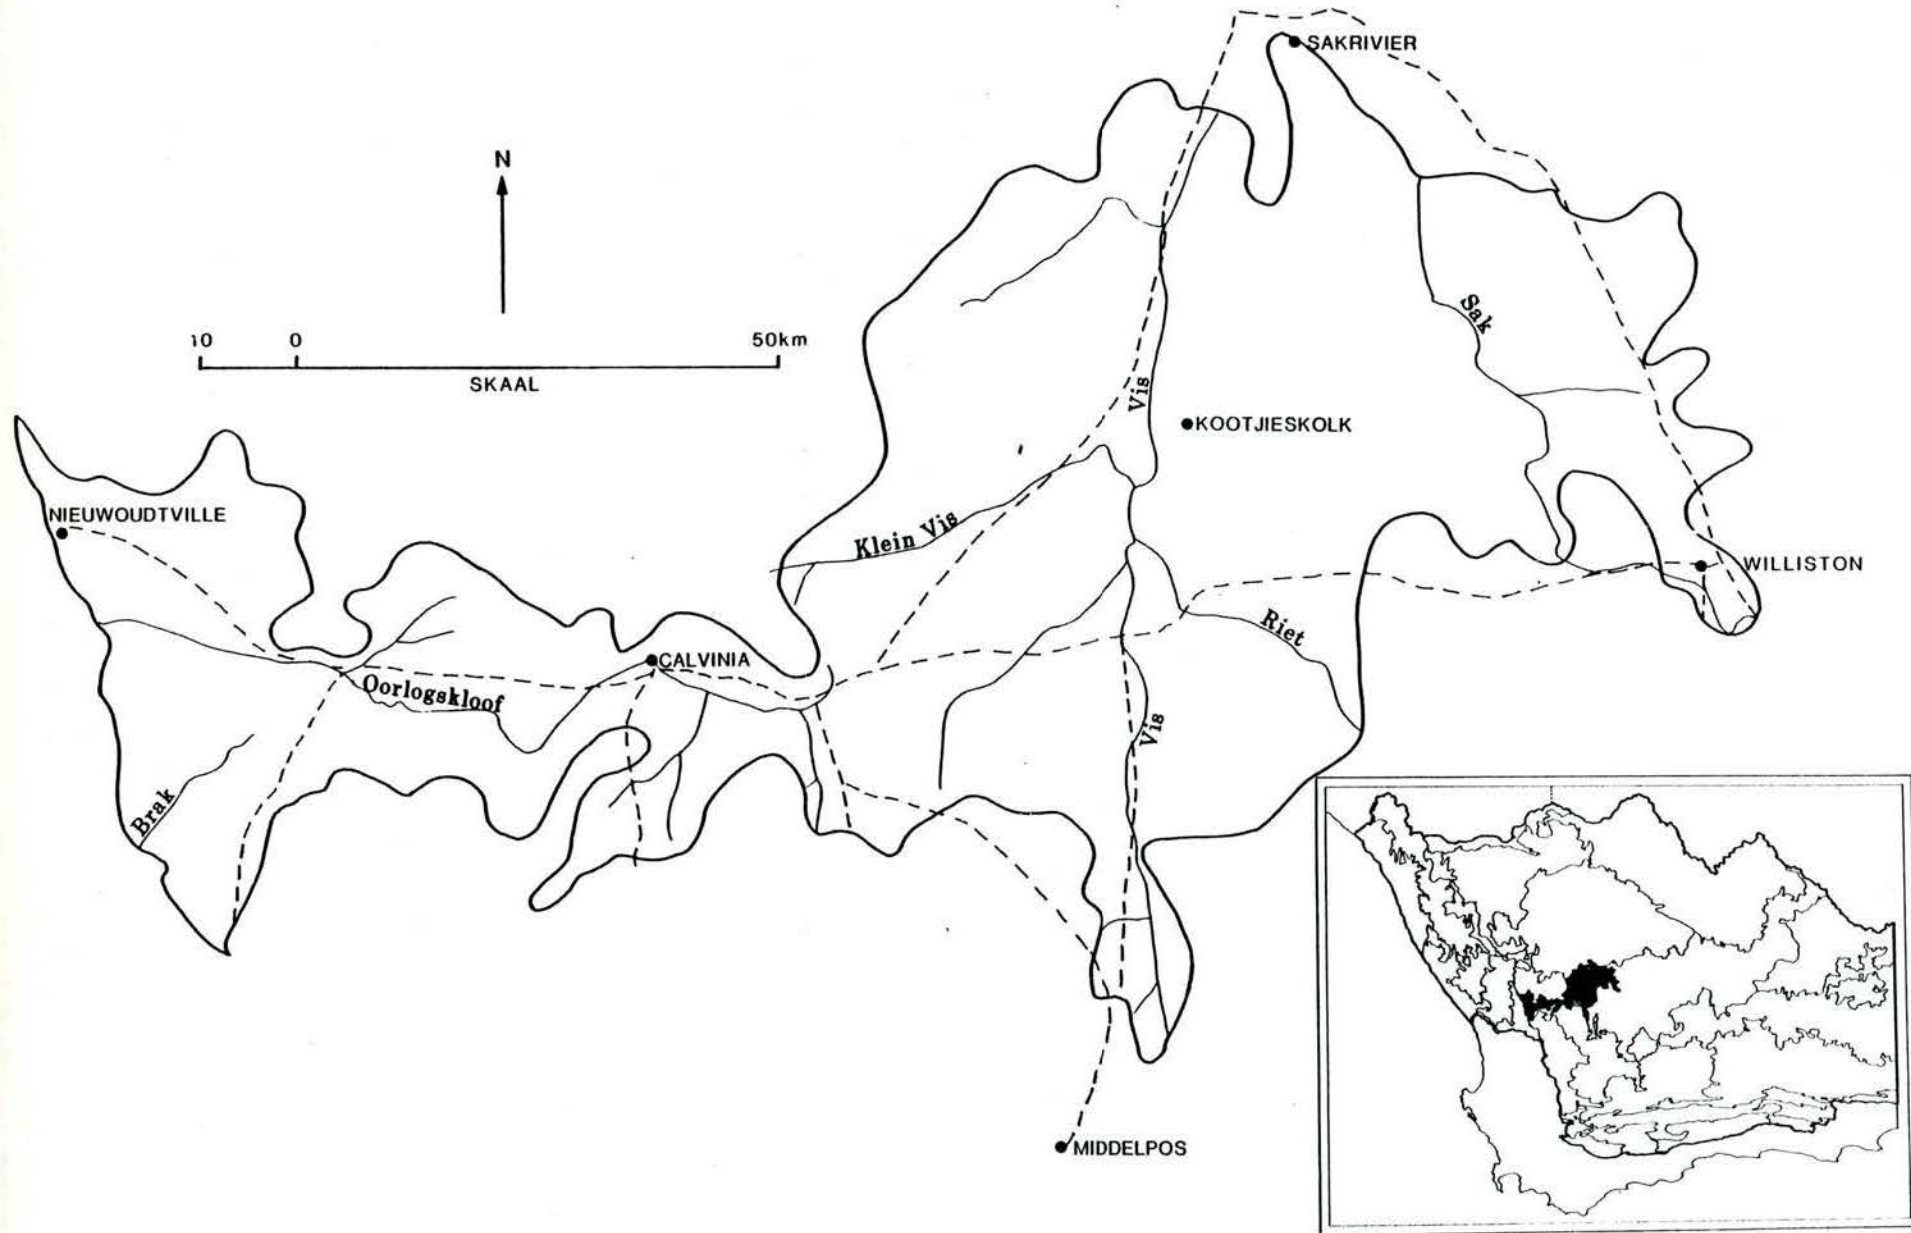 SAKRIVIER
N
10 0 50km
SKAAL
Sak
Vis
KOOTJIESKOLK
NIEUWOUDTVILLE
Klein Vis
WILLISTON
Riet
CALVINIA
Oorlogskloof
Vis
Brak
MIDDELPOS